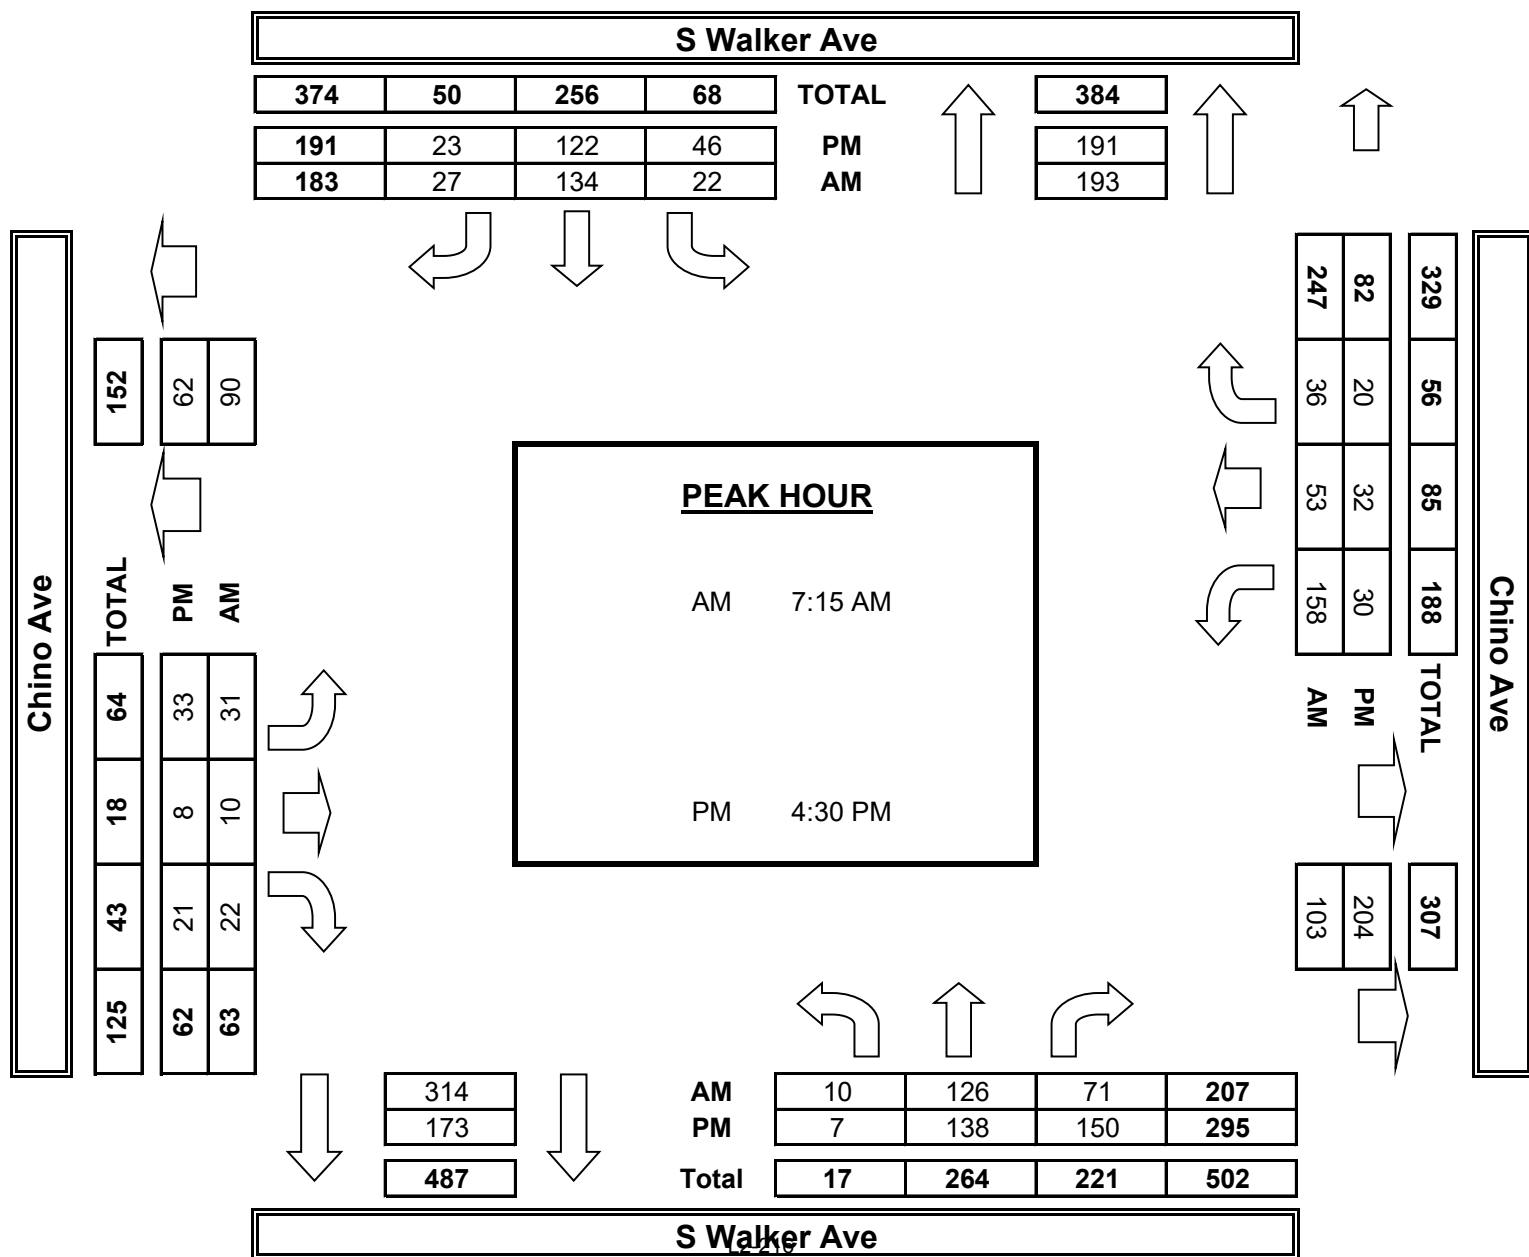 S Walker Ave
374 50 256 68 TOTAL 384
191 23 122 46 PM 191
183 27 134 22 AM 193
Chino Ave
TOTAL PM AM
152 62 90
64 33 31
18 8 10
43 21 22
125 62 63
PEAK HOUR
AM 7:15 AM
PM 4:30 PM
247 82 329
36 20 56
53 32 85
158 30 188
AM PM TOTAL
103 204 307
Chino Ave
314 AM 10 126 71 207
173 PM 7 138 150 295
487 Total 17 264 221 502
S Walker Ave